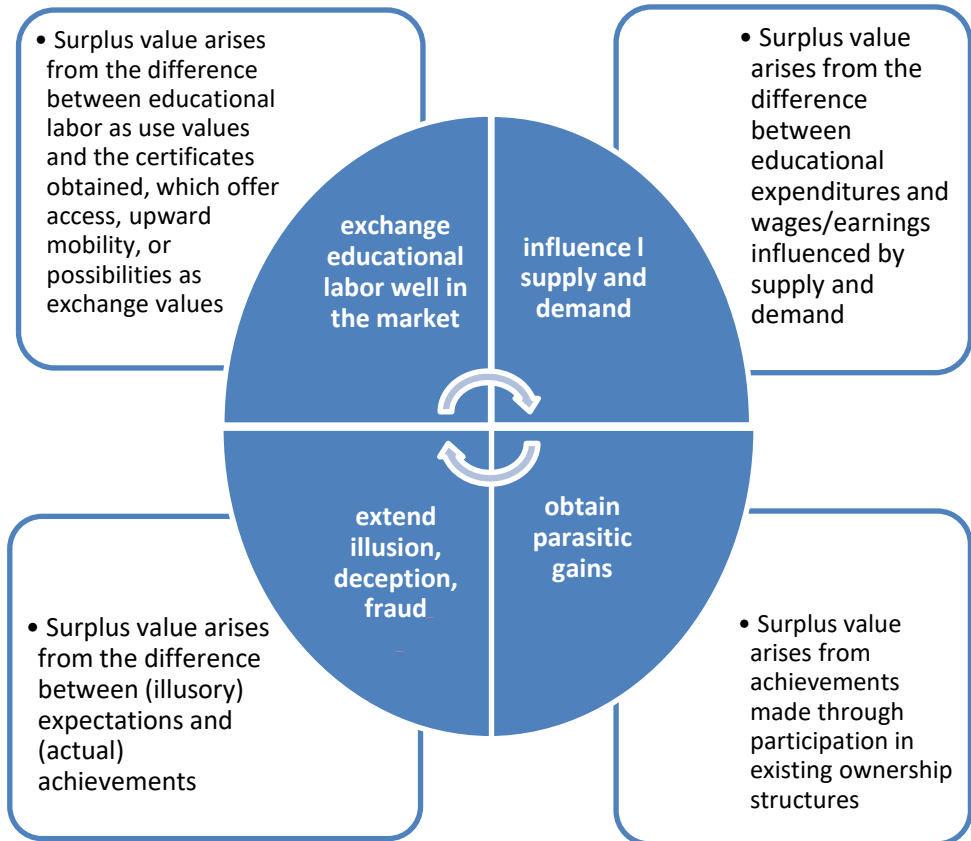 • Surplus value arises
from the difference
between educational
labor as use values
and the certificates
obtained, which offer
access, upward
mobility, or
possibilities as
exchange values
• Surplus value
arises from the
difference
between
educational
expenditures and
wages/earnings
influenced by
supply and
demand
exchange
educational
labor well in
the market
influence l
supply and
demand
extend
illusion,
deception,
fraud
obtain
parasitic
gains
• Surplus value arises
from the difference
between (illusory)
expectations and
(actual)
achievements
• Surplus value
arises from
achievements
made through
participation in
existing ownership
structures